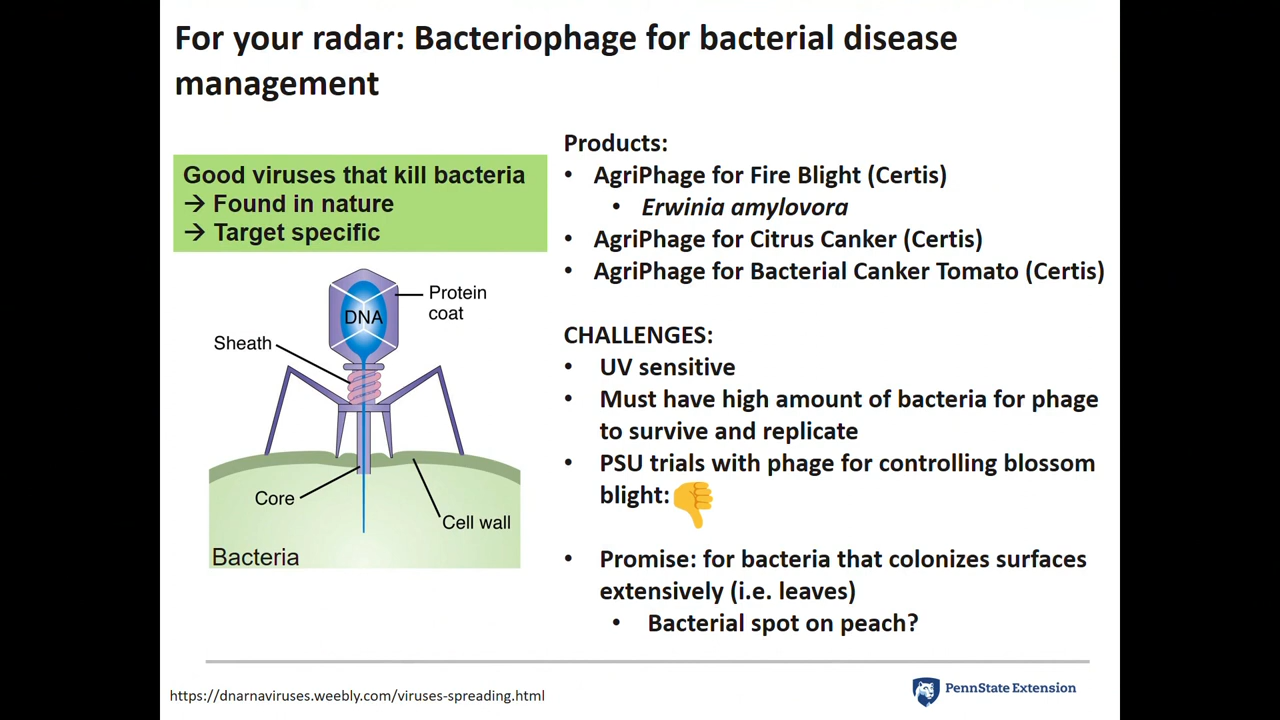 For your radar: Bacteriophage for bacterial disease
management
Good viruses that kill bacteria
→ Found in nature
→ Target specific
DNA
Protein
coat
Sheath
Core
Cell wall
Bacteria
Products:
• AgriPhage for Fire Blight (Certis)
• Erwinia amylovora
• AgriPhage for Citrus Canker (Certis)
• AgriPhage for Bacterial Canker Tomato (Certis)
CHALLENGES:
• UV sensitive
• Must have high amount of bacteria for phage
to survive and replicate
• PSU trials with phage for controlling blossom
blight:
• Promise: for bacteria that colonizes surfaces
extensively (i.e. leaves)
• Bacterial spot on peach?
https://dnarnaviruses.weebly.com/viruses-spreading.html
PennState Extension